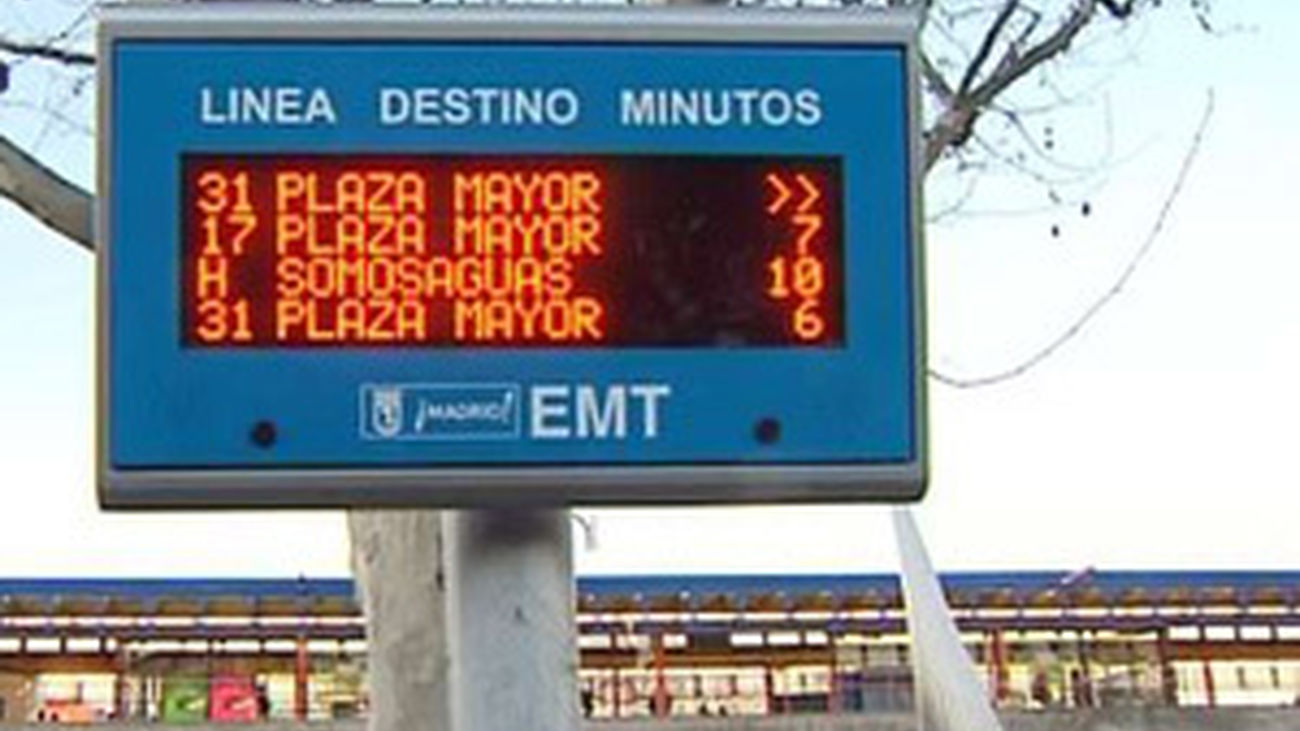 LINEA DESTINO MINUTOS
31 PLAZA MAYOR >>
17 PLAZA MAYOR 7
H SOMOSAGUAS 10
31 PLAZA MAYOR 6
¡MADRID! EMT